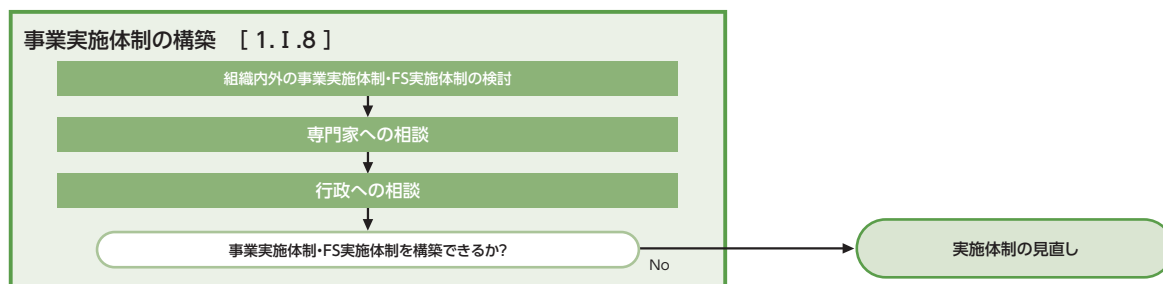 事業実施体制の構築 [ 1. I .8 ]
組織内外の事業実施体制・FS実施体制の検討
専門家への相談
行政への相談
事業実施体制・FS実施体制を構築できるか?
No
実施体制の見直し